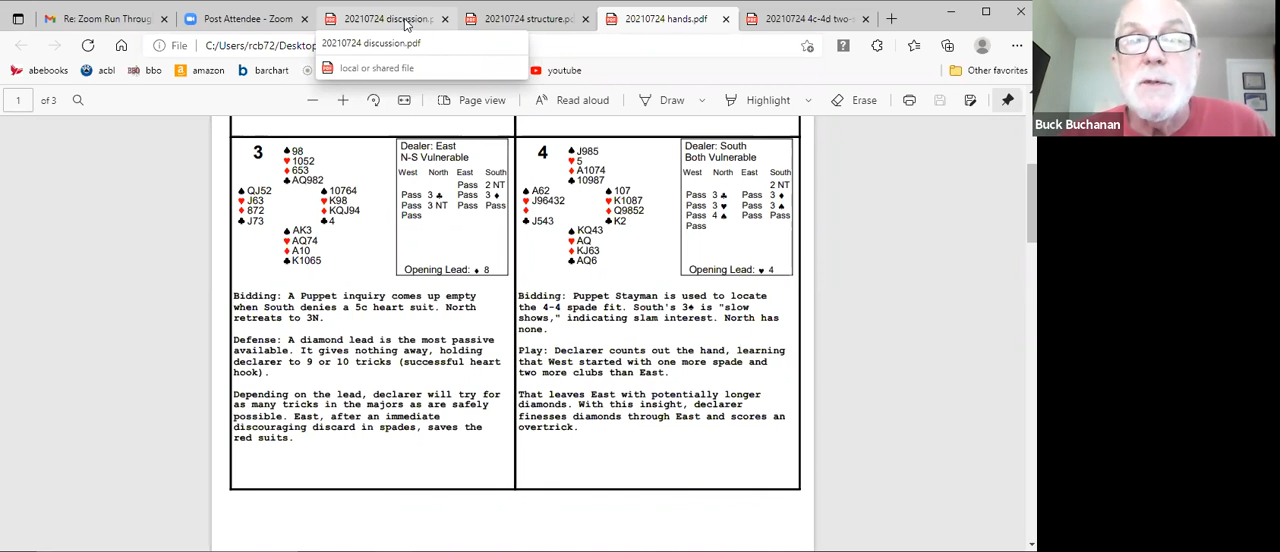 Re: Zoom Run Throug
Post Attendee - Zoom
20210724 discussion.p
20210724 structure.pd
20210724 hands.pdf
20210724 4c-4d two-s
File C:/Users/rcb72/Desktop
20210724 discussion.pdf
local or shared file
abebooks
acbl
bbo
amazon
barchart
youtube
Other favorites
1 of 3
Page view
Read aloud
Draw
Highlight
Erase
Buck Buchanan
3
♠ 98
♥ 1052
♦ 653
♣ AQ982
♠ QJ52
♥ J63
♦ 872
♣ J73
♠ 10764
♥ K98
♦ KQJ94
♣ 4
♠ AK3
♥ AQ74
♦ A10
♣ K1065
Dealer: East
N-S Vulnerable
West North East South
Pass 2 NT
Pass 3 ♣ Pass 3 ♦
Pass 3 NT Pass Pass
Pass
Opening Lead: ♦ 8
Bidding: A Puppet inquiry comes up empty
when South denies a 5c heart suit. North
retreats to 3N.
Defense: A diamond lead is the most passive
available. It gives nothing away, holding
declarer to 9 or 10 tricks (successful heart
hook).
Depending on the lead, declarer will try for
as many tricks in the majors as are safely
possible. East, after an immediate
discouraging discard in spades, saves the
red suits.
4
♠ J985
♥ 5
♦ A1074
♣ 10987
♠ A62
♥ J96432
♦
♣ J543
♠ 107
♥ K1087
♦ Q9852
♣ K2
♠ KQ43
♥ AQ
♦ KJ63
♣ AQ6
Dealer: South
Both Vulnerable
West North East South
2 NT
Pass 3 ♣ Pass 3 ♦
Pass 3 ♥ Pass 3 ♠
Pass 4 ♠ Pass Pass
Pass
Opening Lead: ♥ 4
Bidding: Puppet Stayman is used to locate
the 4-4 spade fit. South's 3♠ is "slow
shows," indicating slam interest. North has
none.
Play: Declarer counts out the hand, learning
that West started with one more spade and
two more clubs than East.
That leaves East with potentially longer
diamonds. With this insight, declarer
finesses diamonds through East and scores an
overtrick.